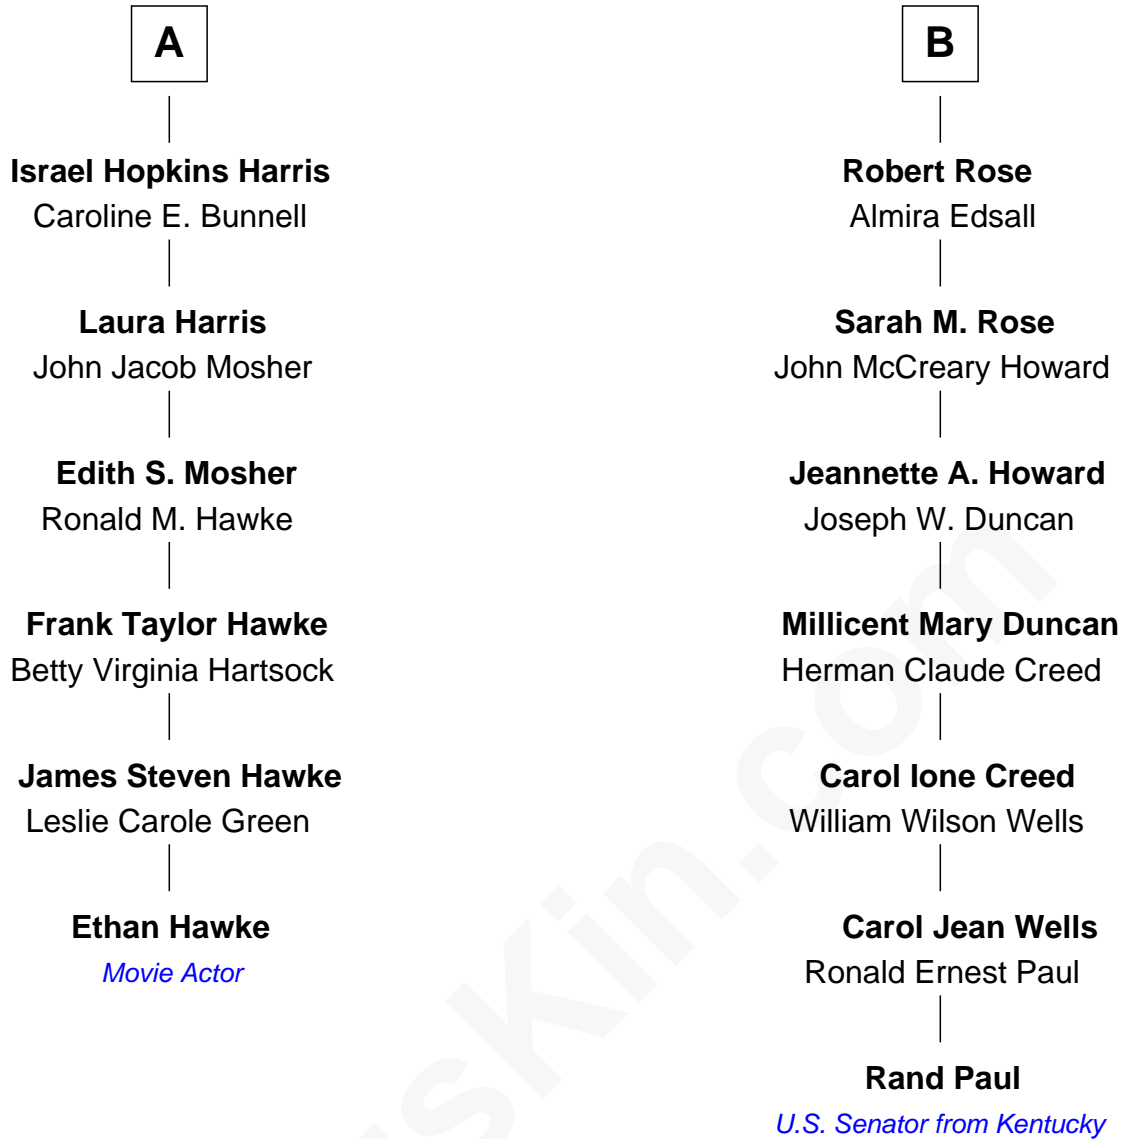 A
Israel Hopkins Harris
Caroline E. Bunnell
Laura Harris
John Jacob Mosher
Edith S. Mosher
Ronald M. Hawke
Frank Taylor Hawke
Betty Virginia Hartsock
James Steven Hawke
Leslie Carole Green
Ethan Hawke
Movie Actor
B
Robert Rose
Almira Edsall
Sarah M. Rose
John McCreary Howard
Jeannette A. Howard
Joseph W. Duncan
Millicent Mary Duncan
Herman Claude Creed
Carol Ione Creed
William Wilson Wells
Carol Jean Wells
Ronald Ernest Paul
Rand Paul
U.S. Senator from Kentucky
sKin.com